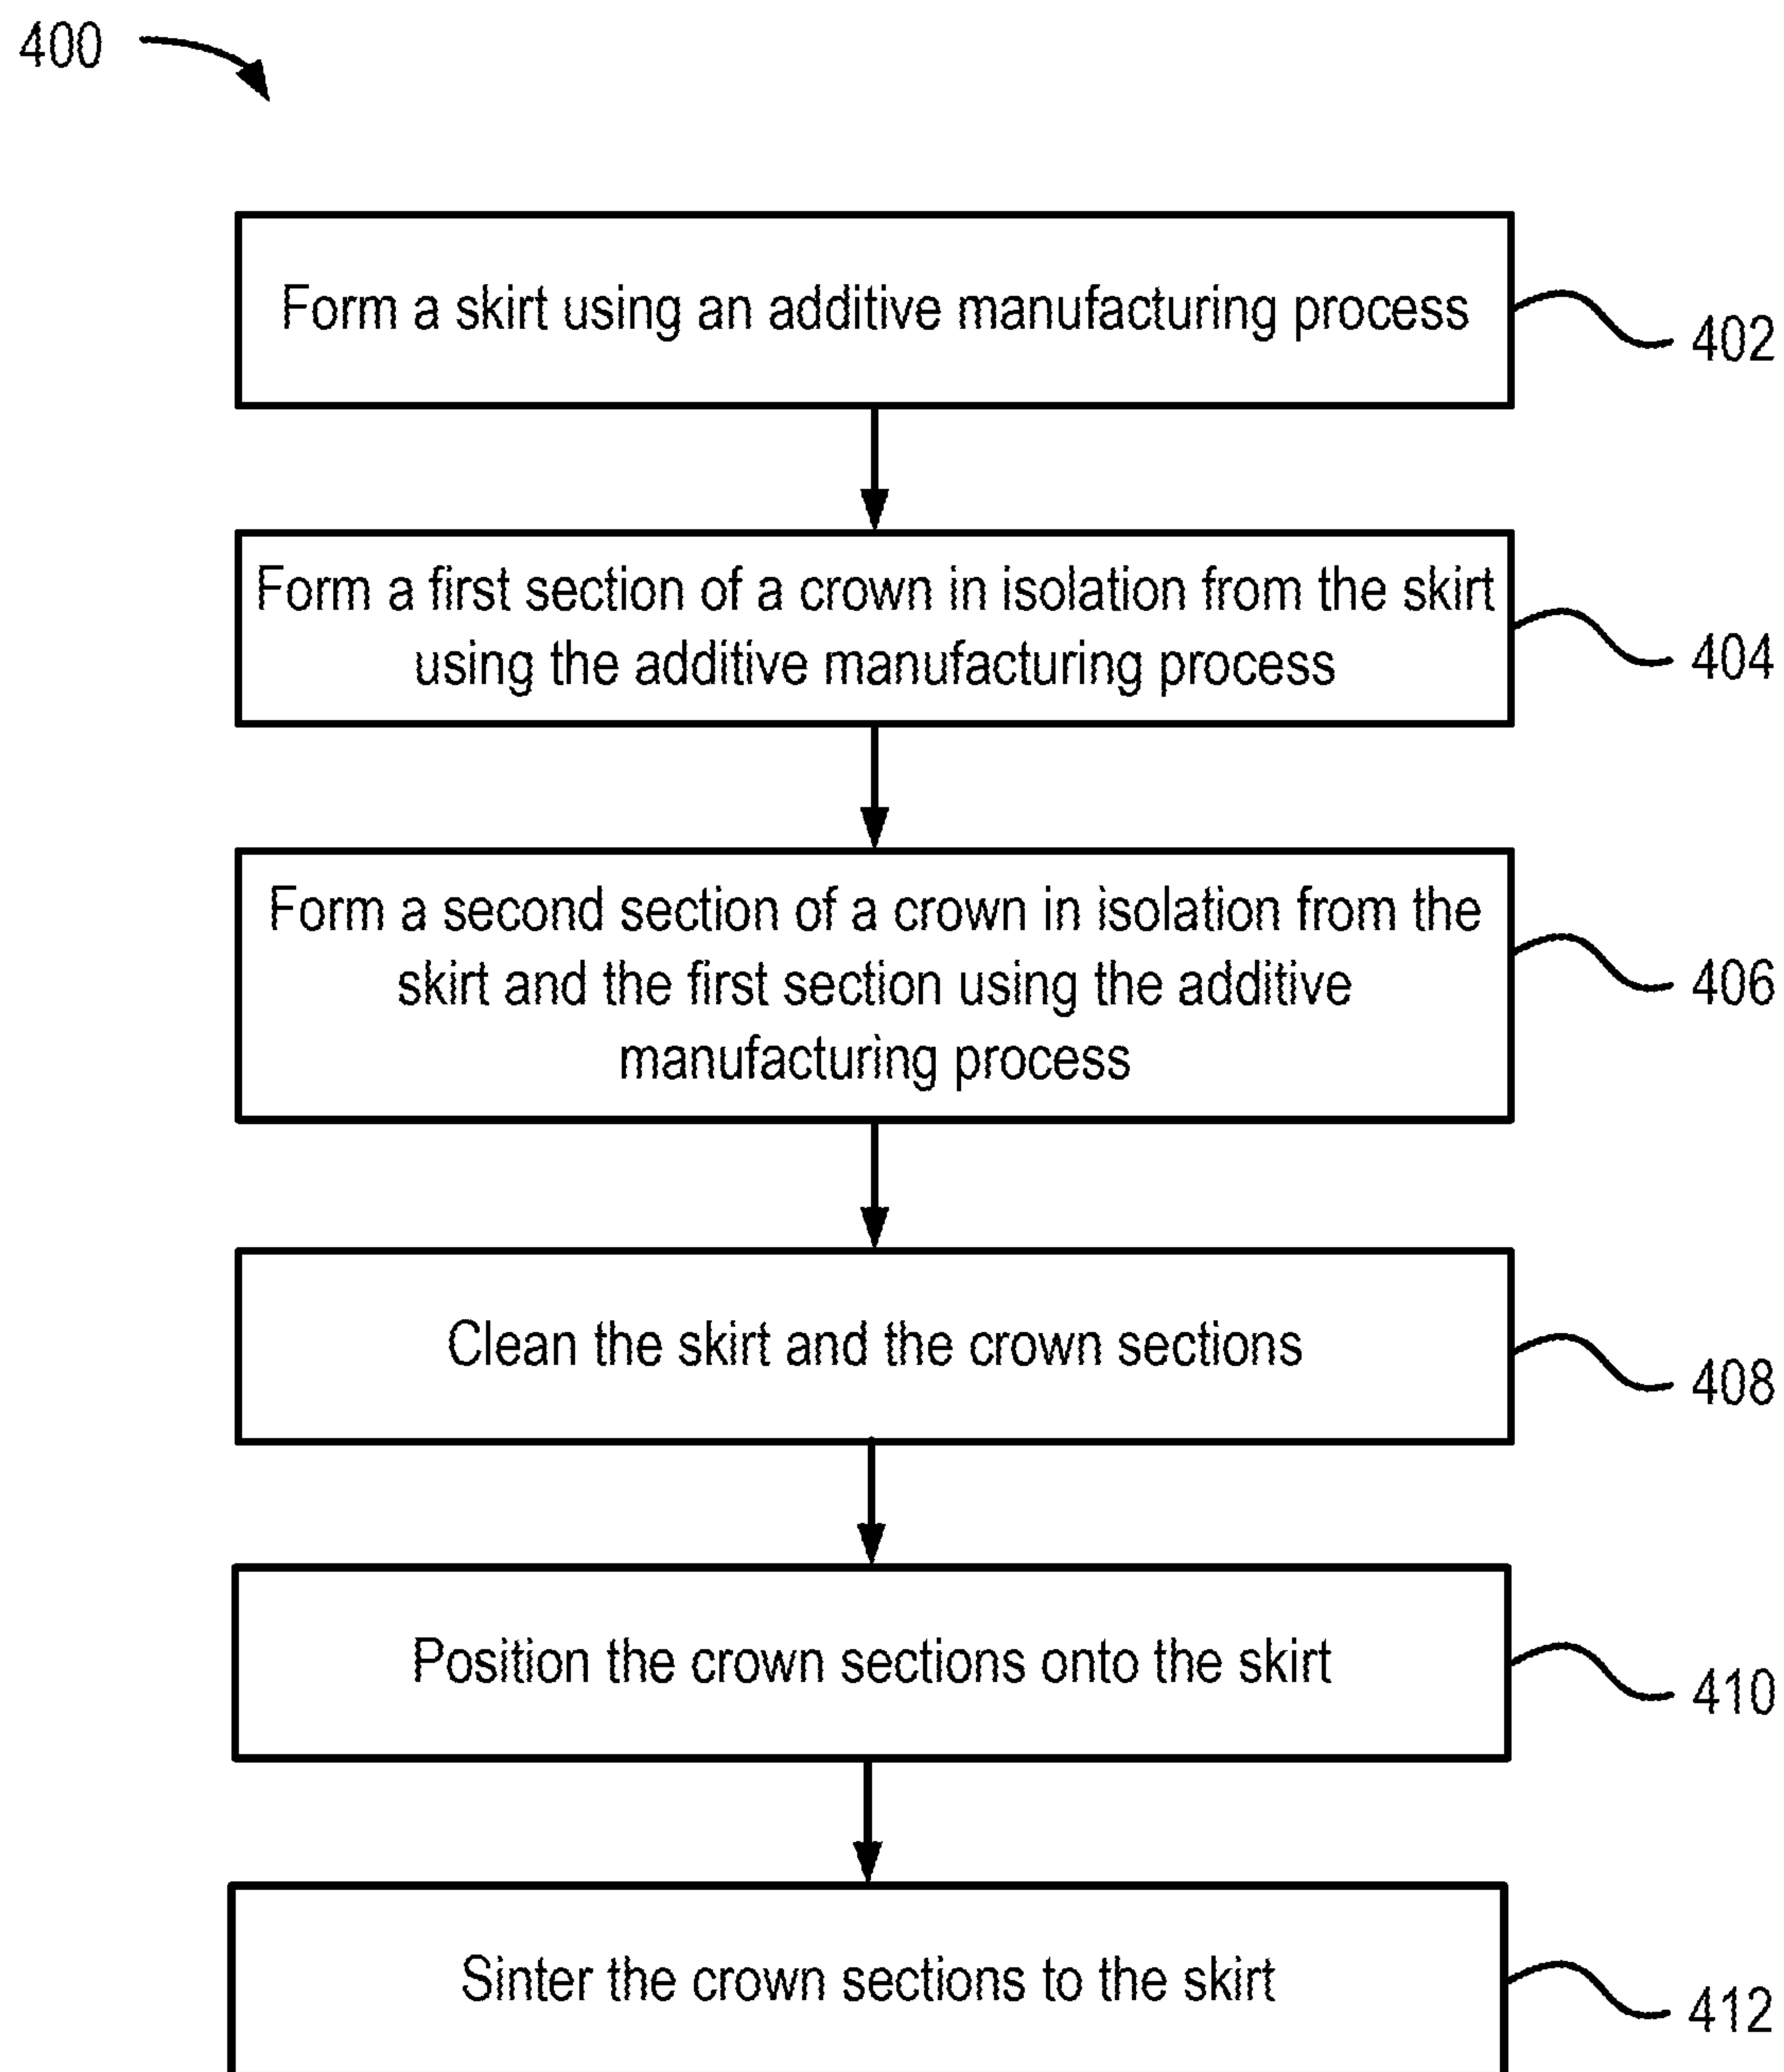 400
Form a skirt using an additive manufacturing process
402
Form a first section of a crown in isolation from the skirt
using the additive manufacturing process
404
Form a second section of a crown in isolation from the
skirt and the first section using the additive
manufacturing process
406
Clean the skirt and the crown sections
408
Position the crown sections onto the skirt
410
Sinter the crown sections to the skirt
412